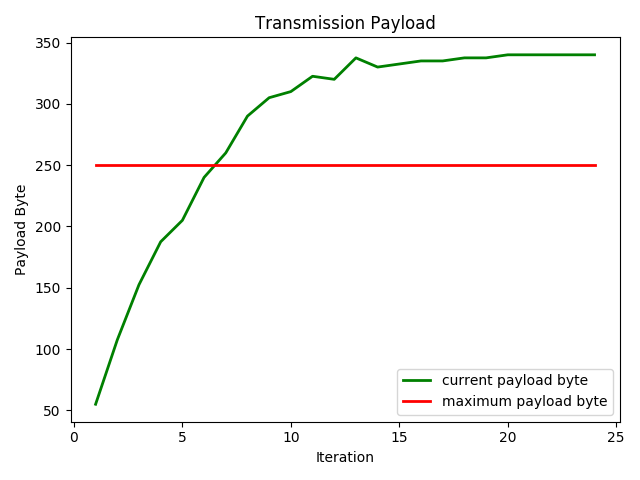 Transmission Payload
Payload Byte
350
300
250
200
150
100
50
0
5
10
15
20
25
Iteration
current payload byte
maximum payload byte